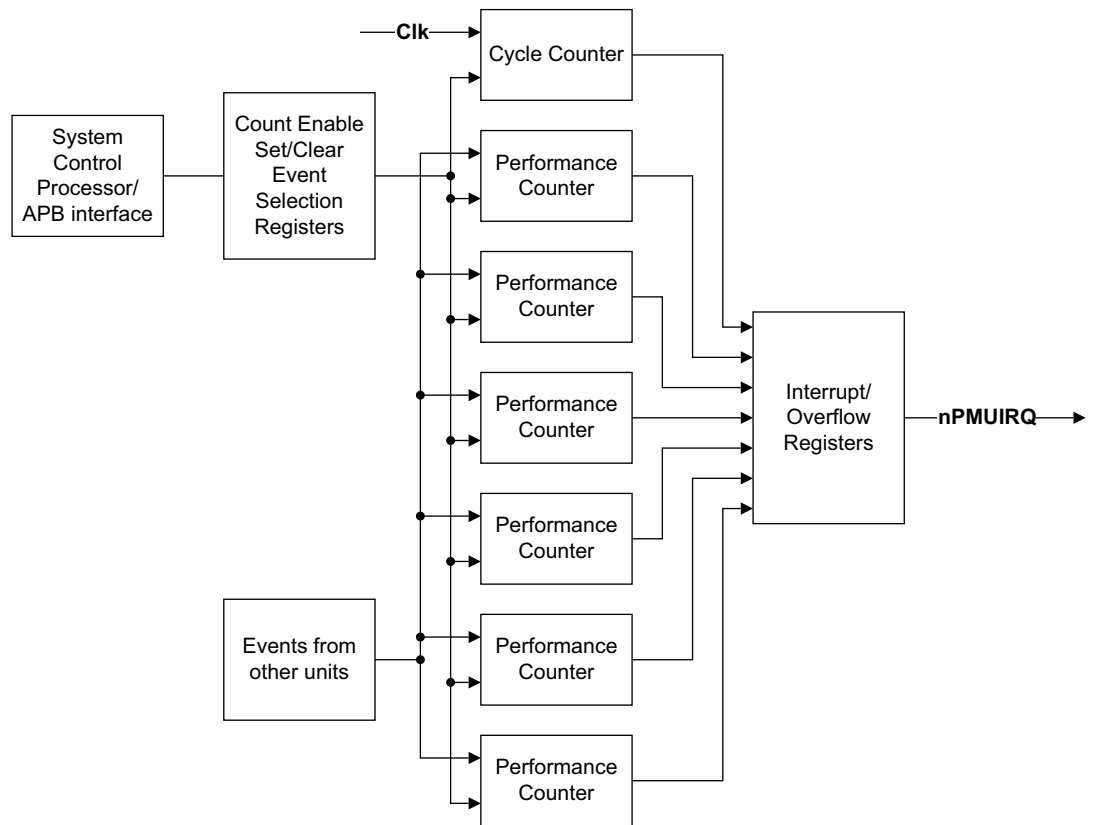 Clk
Cycle Counter
System
Control
Processor/
APB interface
Count Enable
Set/Clear
Event
Selection
Registers
Performance
Counter
Performance
Counter
Performance
Counter
Performance
Counter
Performance
Counter
Performance
Counter
Events from
other units
Interrupt/
Overflow
Registers
nPMUIRQ